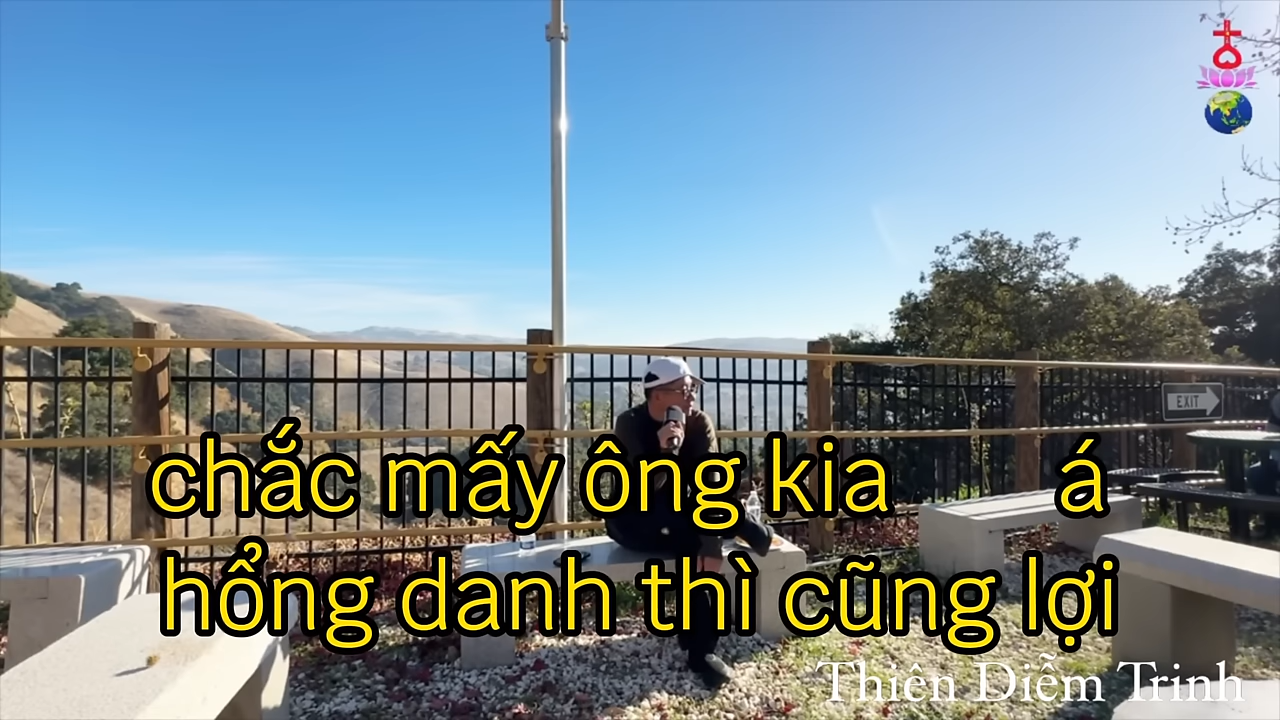 EXIT
chắc mấy ông kia á
hổng danh thì cũng lợi
Thiên Diễm Trinh